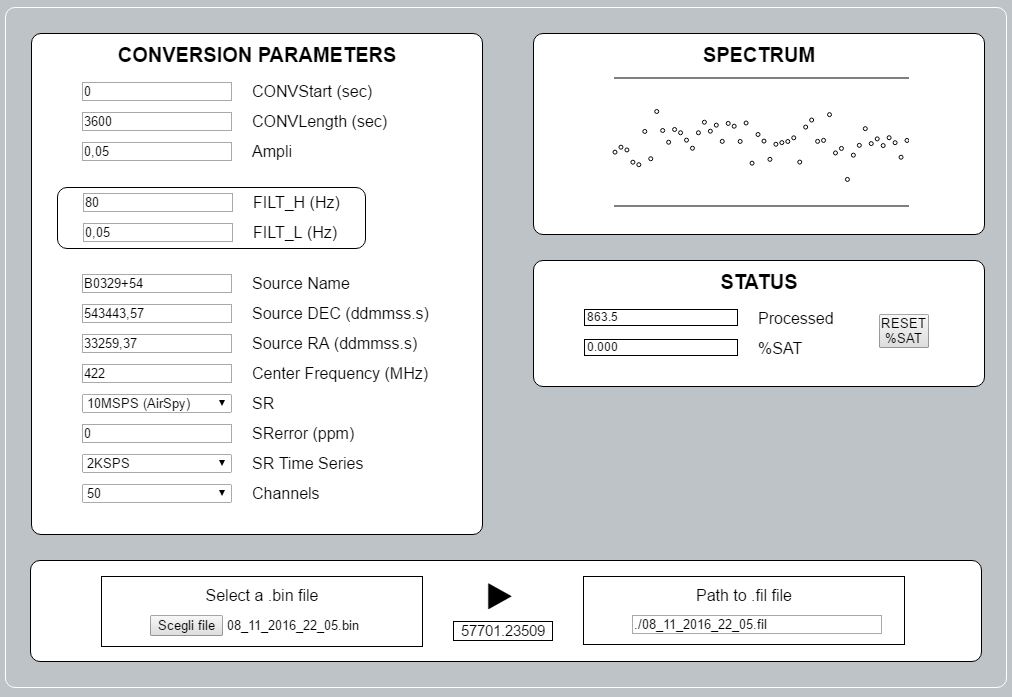 CONVERSION PARAMETERS
0 CONVStart (sec)
3600 CONVLength (sec)
0,05 Ampli
80 FILT_H (Hz)
0,05 FILT_L (Hz)
B0329+54 Source Name
543443,57 Source DEC (ddmmss.s)
33259,37 Source RA (ddmmss.s)
422 Center Frequency (MHz)
10MSPS (AirSpy) SR
0 SRerror (ppm)
2KSPS SR Time Series
50 Channels
SPECTRUM
STATUS
863.5 Processed
0.000 %SAT
RESET
%SAT
Select a .bin file
Scegli file 08_11_2016_22_05.bin
57701.23509
Path to .fil file
./08_11_2016_22_05.fil